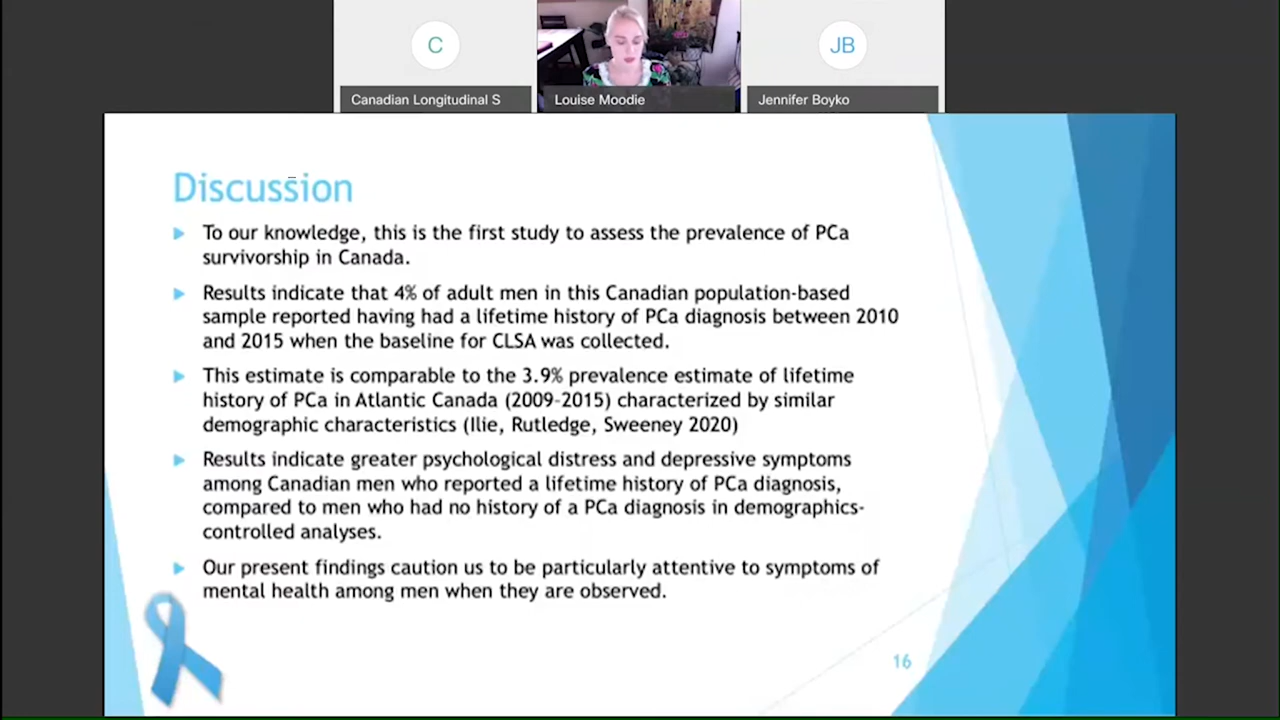 C
JB
Canadian Longitudinal S
Louise Moodie
Jennifer Boyko
Discussion
To our knowledge, this is the first study to assess the prevalence of PCa
survivorship in Canada.
Results indicate that 4% of adult men in this Canadian population-based
sample reported having had a lifetime history of PCa diagnosis between 2010
and 2015 when the baseline for CLSA was collected.
This estimate is comparable to the 3.9% prevalence estimate of lifetime
history of PCa in Atlantic Canada (2009-2015) characterized by similar
demographic characteristics (Ilie, Rutledge, Sweeney 2020)
Results indicate greater psychological distress and depressive symptoms
among Canadian men who reported a lifetime history of PCa diagnosis,
compared to men who had no history of a PCa diagnosis in demographics-
controlled analyses.
Our present findings caution us to be particularly attentive to symptoms of
mental health among men when they are observed.
16